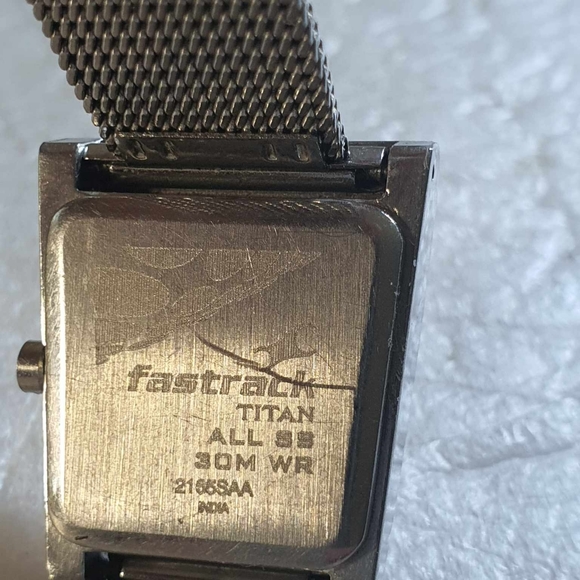 fastrack
TITAN
ALL SS
30M WR
2165SAA
INDIA